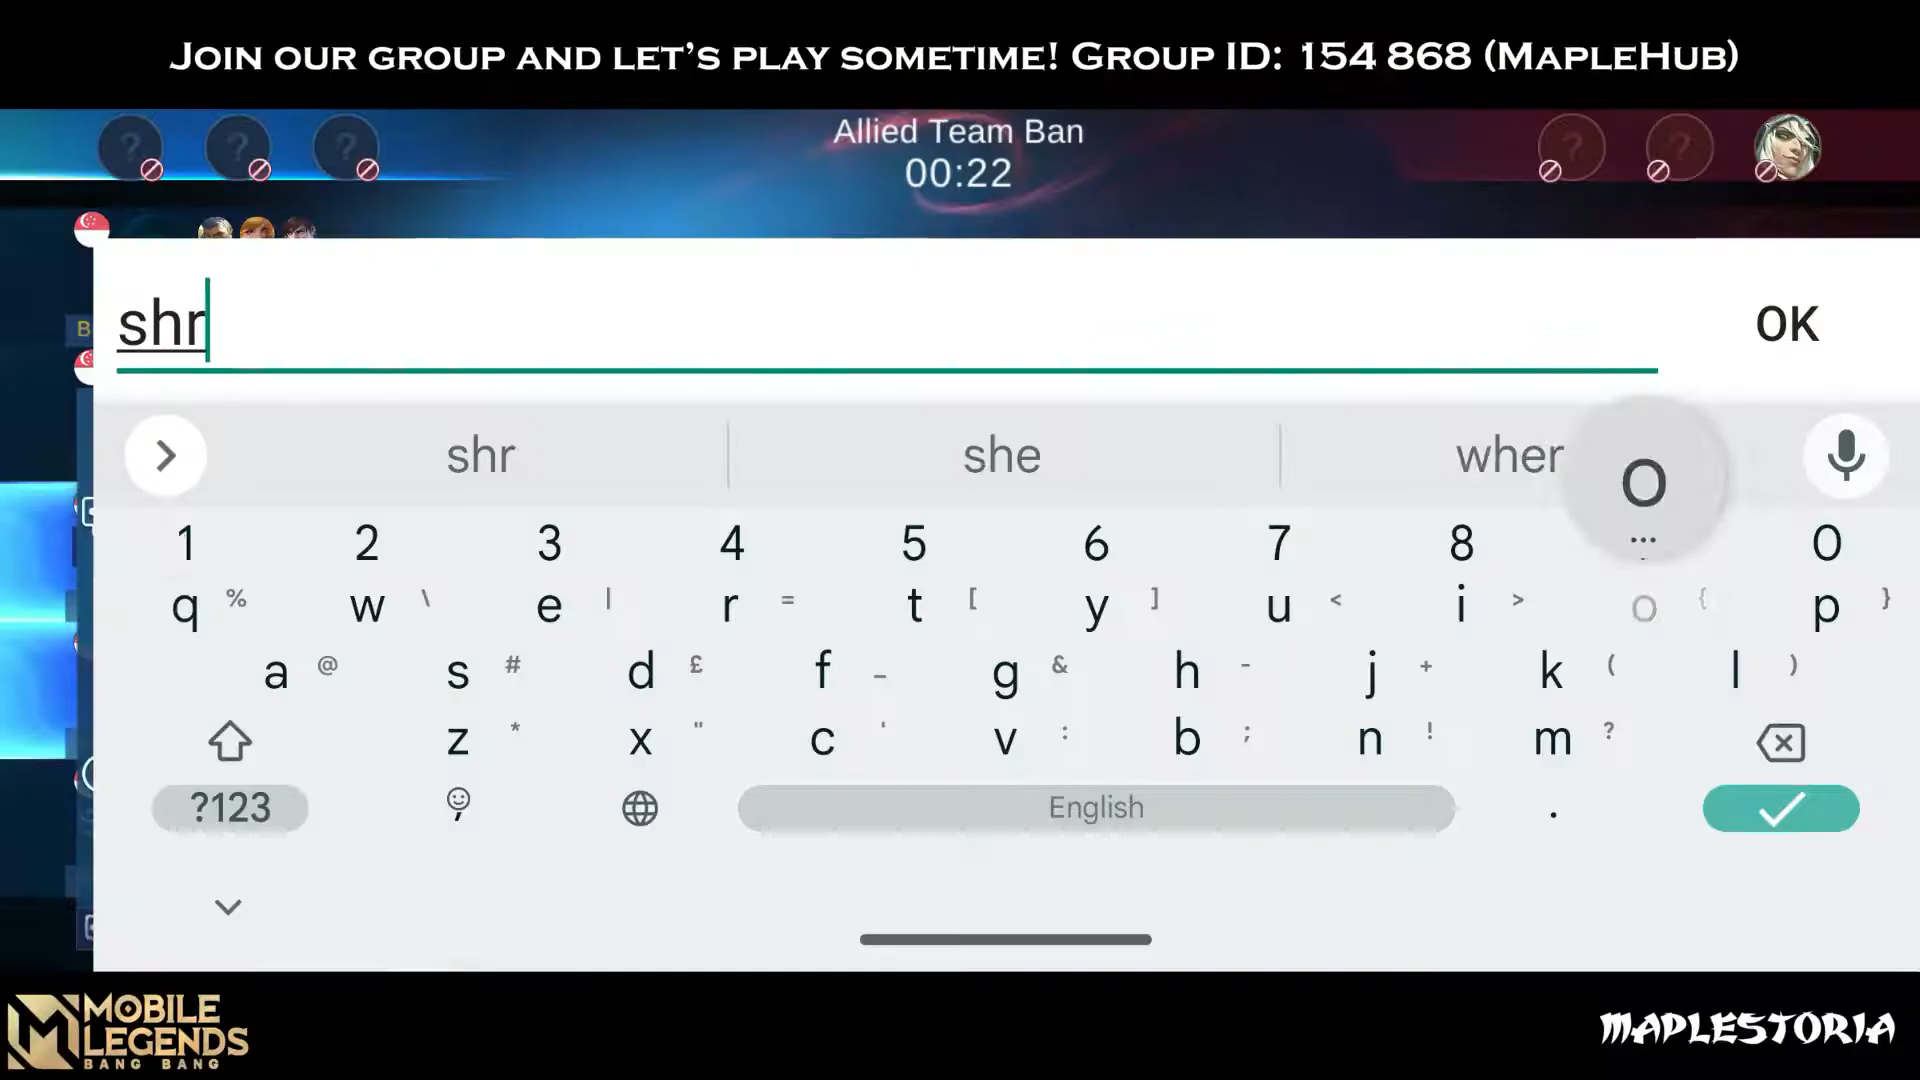 JOIN OUR GROUP AND LET'S PLAY SOMETIME! GROUP ID: 154 868 (MAPLEHUB)
Allied Team Ban
00:22
B
shr
OK
shr she wher
O
1 2 3 4 5 6 7 8 0
q % w \ e | r = t [ y ] u < i > o { p }
a @ s # d £ f _ g & h - j + k ( l )
z * x " c ' v : b ; n ! m ?
?123 English .
MOBILE
LEGENDS
BANG BANG
MAPLESTORIA